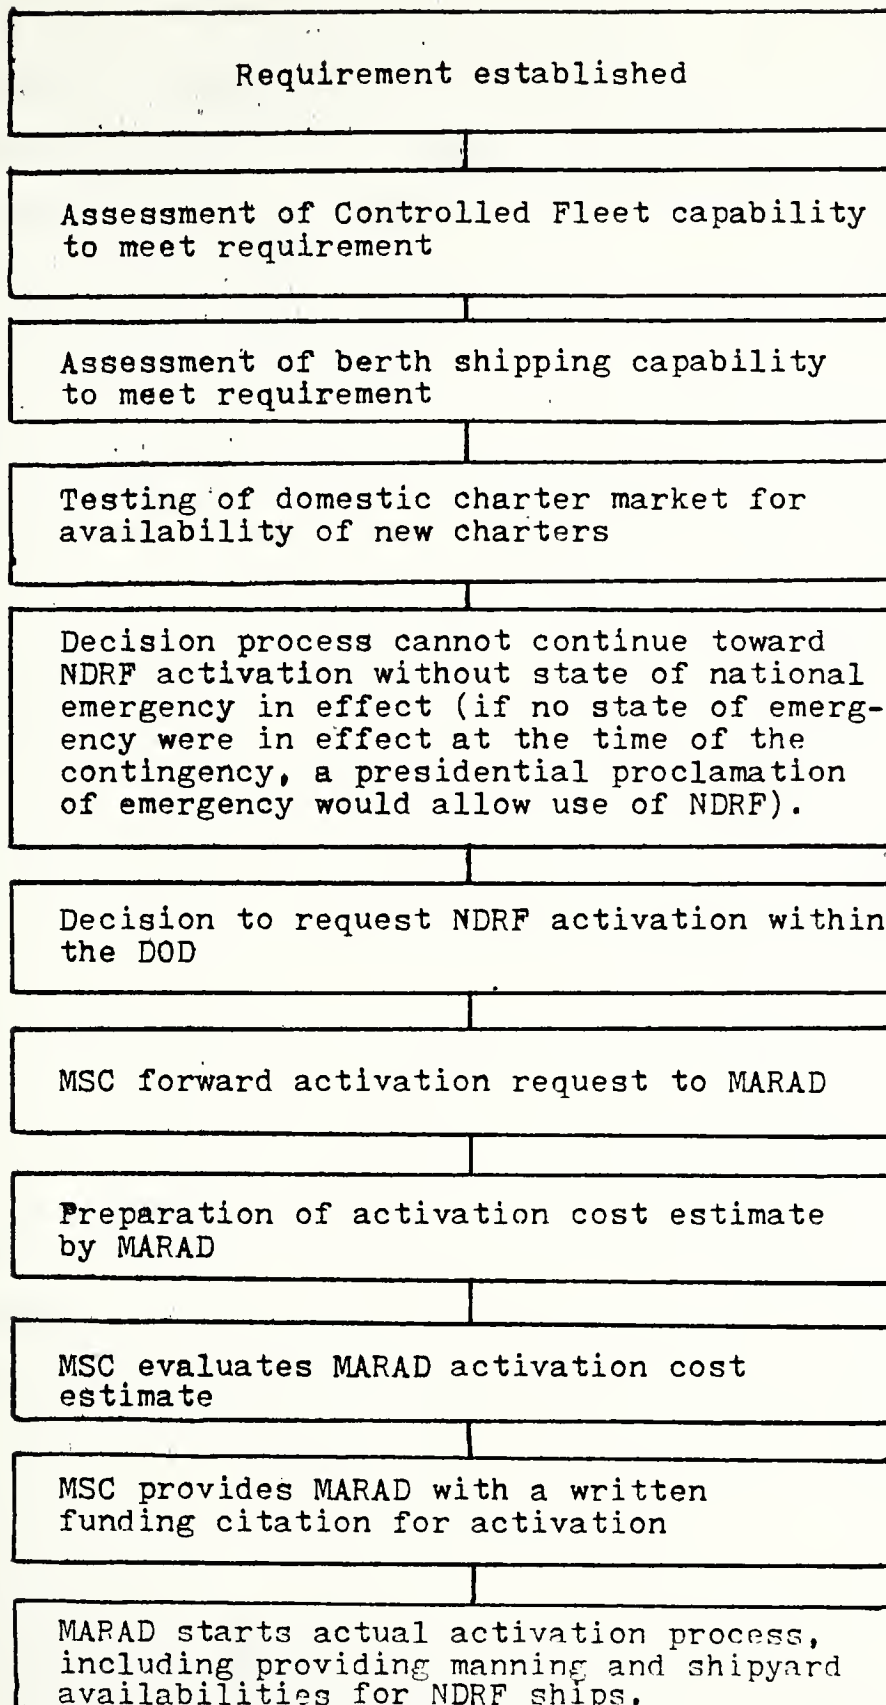 Requirement established
Assessment of Controlled Fleet capability
to meet requirement
Assessment of berth shipping capability
to meet requirement
Testing of domestic charter market for
availability of new charters
Decision process cannot continue toward
NDRF activation without state of national
emergency in effect (if no state of emerg-
ency were in effect at the time of the
contingency, a presidential proclamation
of emergency would allow use of NDRF).
Decision to request NDRF activation within
the DOD
MSC forward activation request to MARAD
Preparation of activation cost estimate
by MARAD
MSC evaluates MARAD activation cost
estimate
MSC provides MARAD with a written
funding citation for activation
MARAD starts actual activation process,
including providing manning and shipyard
availabilities for NDRF ships.